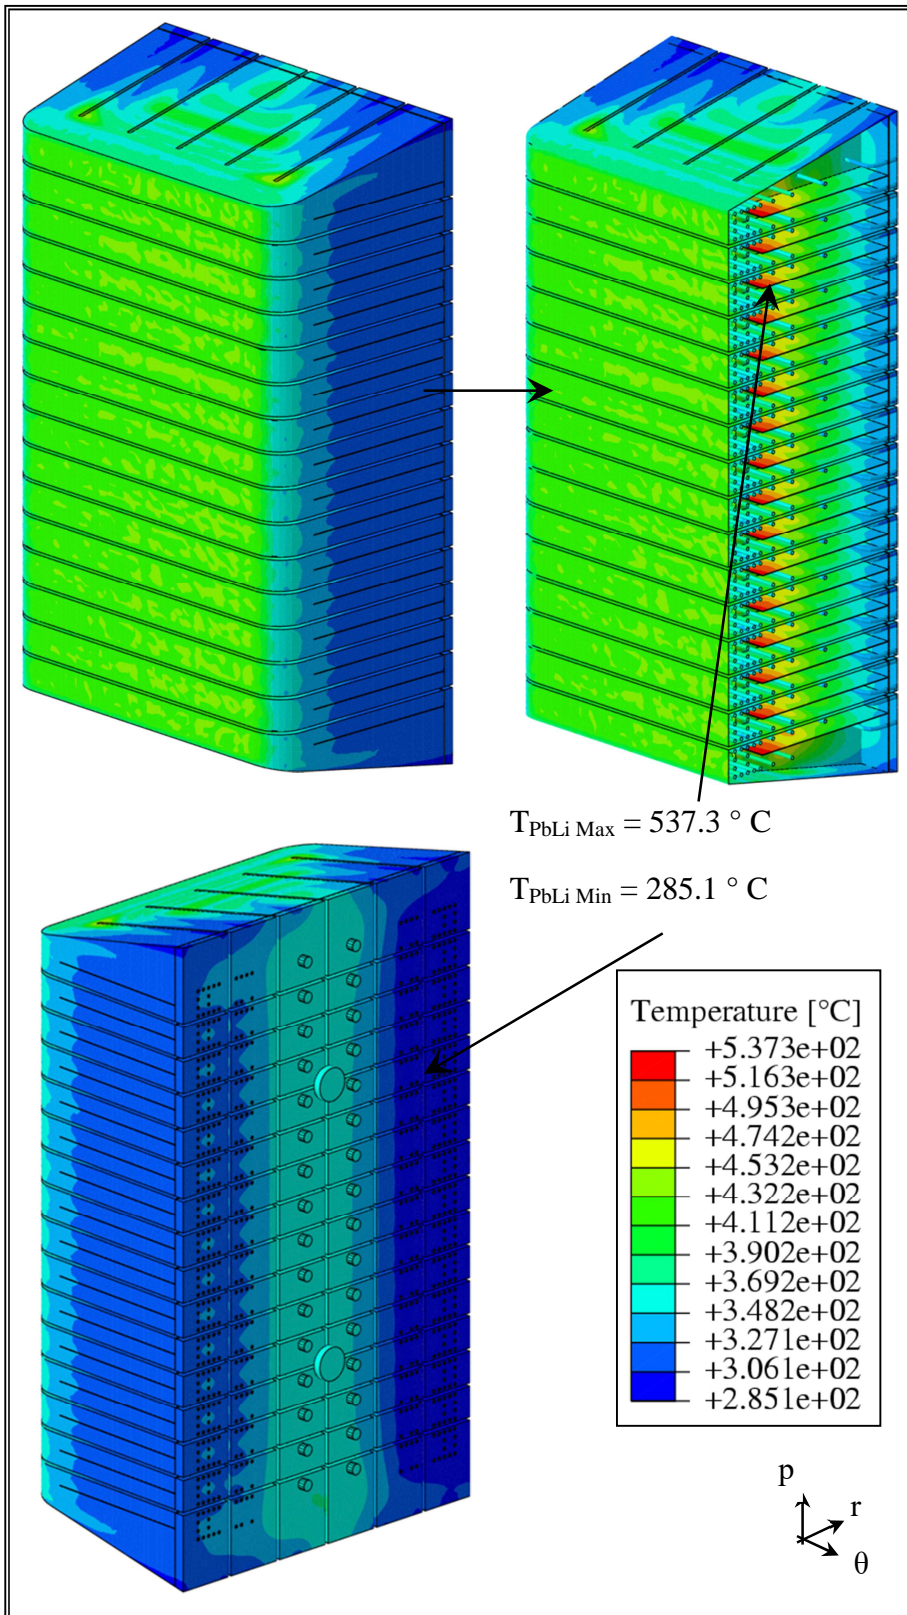 T_PbLi Max = 537.3 ° C
T_PbLi Min = 285.1 ° C
Temperature [°C]
+5.373e+02
+5.163e+02
+4.953e+02
+4.742e+02
+4.532e+02
+4.322e+02
+4.112e+02
+3.902e+02
+3.692e+02
+3.482e+02
+3.271e+02
+3.061e+02
+2.851e+02
p
r
θ